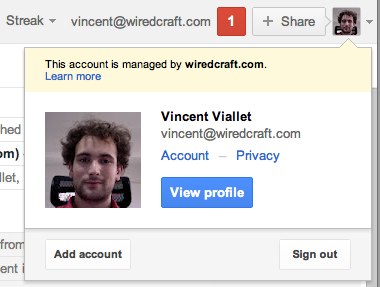 Streak vincent@wiredcraft.com 1 + Share
This account is managed by wiredcraft.com.
Learn more
Vincent Viallet
vincent@wiredcraft.com
Account – Privacy
View profile
Add account Sign out
hed
om)
llet,
from
ent i